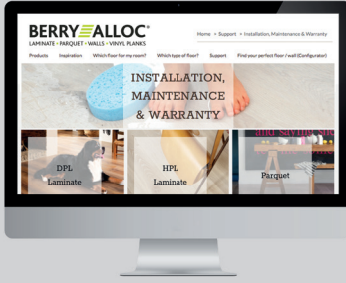 BERRY ALLOC®
LAMINATE • PARQUET • WALLS • VINYL PLANKS
Home > Support > Installation, Maintenance & Warranty
Products Inspiration Which floor for my room? Which type of floor? Support Find your perfect floor / wall (Configurator)
INSTALLATION,
MAINTENANCE
& WARRANTY
and saving
DPL
Laminate
HPL
Laminate
Parquet